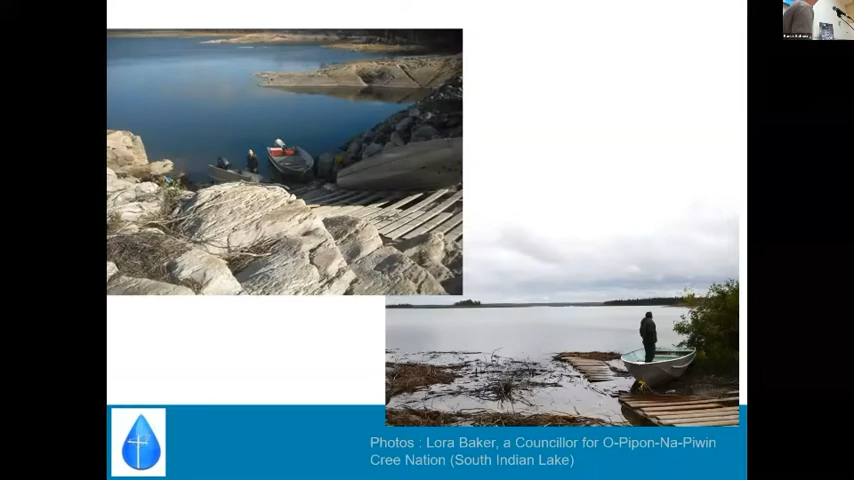 Photos : Lora Baker, a Councillor for O-Pipon-Na-Piwin
Cree Nation (South Indian Lake)